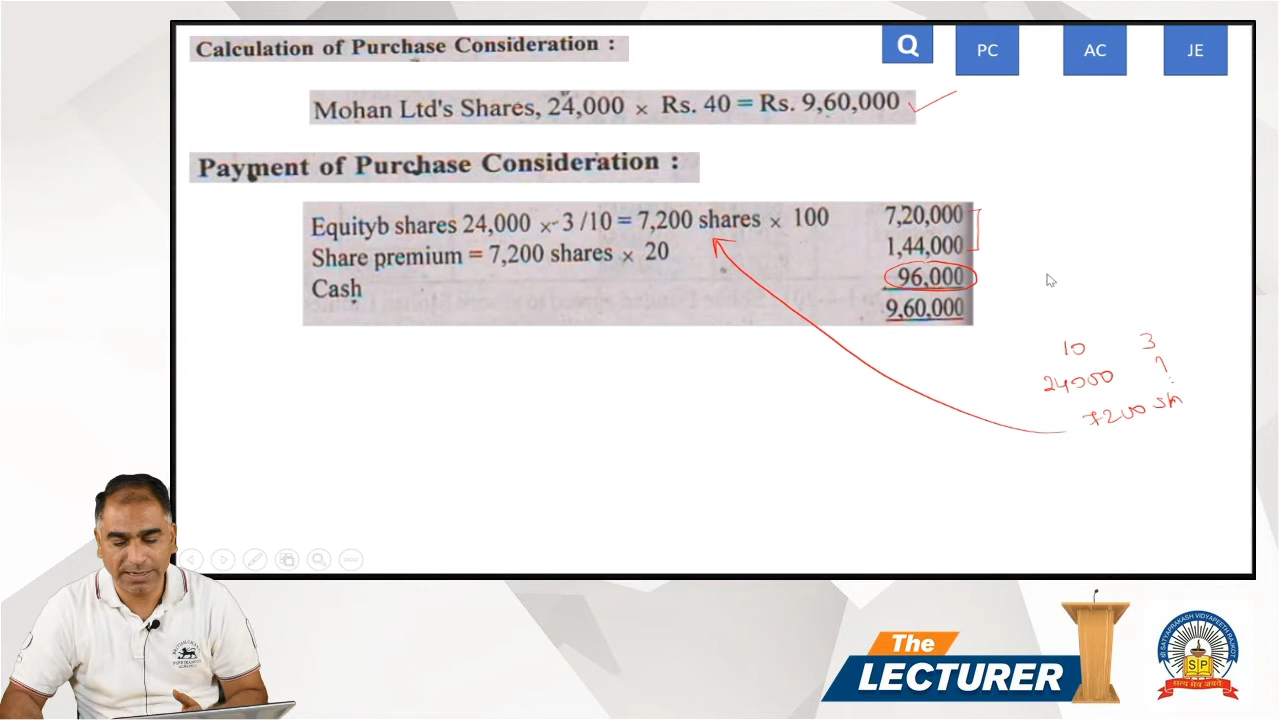 Calculation of Purchase Consideration :
Q
PC
AC
JE
Mohan Ltd's Shares, 24,000 × Rs. 40 = Rs. 9,60,000
Payment of Purchase Consideration :
Equityb shares 24,000 × 3 /10 = 7,200 shares × 100 7,20,000
Share premium = 7,200 shares × 20 1,44,000
Cash 96,000
9,60,000
10 3
24000 ?
7200 sh
The
LECTURER
SP
सत्य मेव जयते